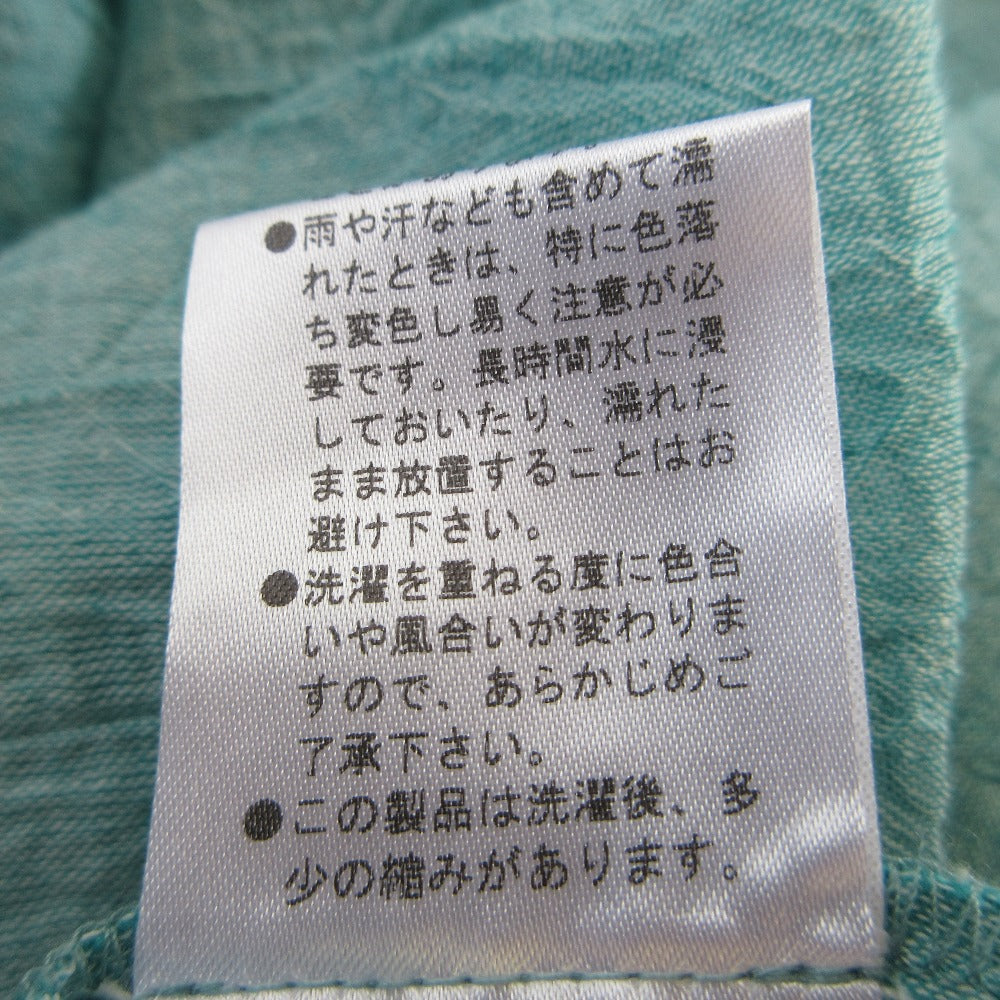 ●雨や汗なども含めて濡
れたときは、特に色落
ち変色し易く注意が必
要です。長時間水に浸
しておいたり、濡れた
まま放置することはお
避け下さい。
●洗濯を重ねる度に色合
いや風合いが変わりま
すので、あらかじめご
了承下さい。
●この製品は洗濯後、多
少の縮みがあります。